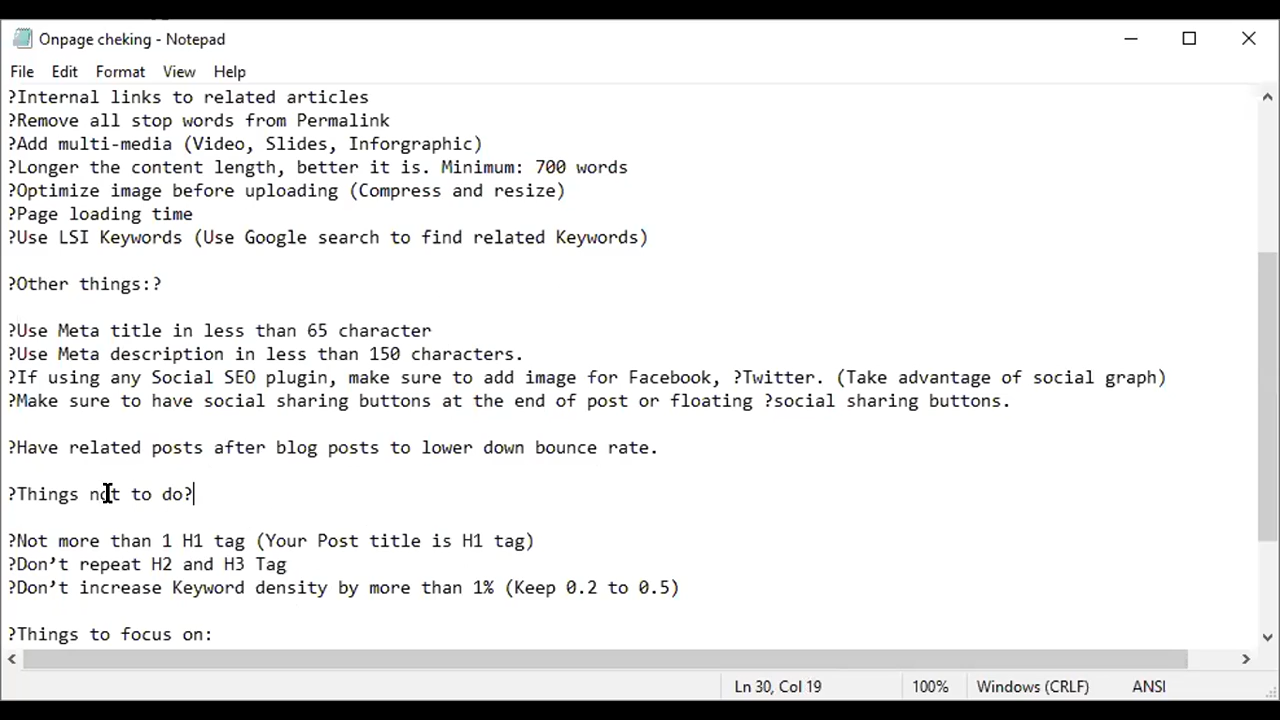 Onpage cheking - Notepad
File Edit Format View Help
?Internal links to related articles
?Remove all stop words from Permalink
?Add multi-media (Video, Slides, Inforgraphic)
?Longer the content length, better it is. Minimum: 700 words
?Optimize image before uploading (Compress and resize)
?Page loading time
?Use LSI Keywords (Use Google search to find related Keywords)
?Other things:?
?Use Meta title in less than 65 character
?Use Meta description in less than 150 characters.
?If using any Social SEO plugin, make sure to add image for Facebook, ?Twitter. (Take advantage of social graph)
?Make sure to have social sharing buttons at the end of post or floating ?social sharing buttons.
?Have related posts after blog posts to lower down bounce rate.
?Things not to do?
?Not more than 1 H1 tag (Your Post title is H1 tag)
?Don’t repeat H2 and H3 Tag
?Don’t increase Keyword density by more than 1% (Keep 0.2 to 0.5)
?Things to focus on:
Ln 30, Col 19 100% Windows (CRLF) ANSI